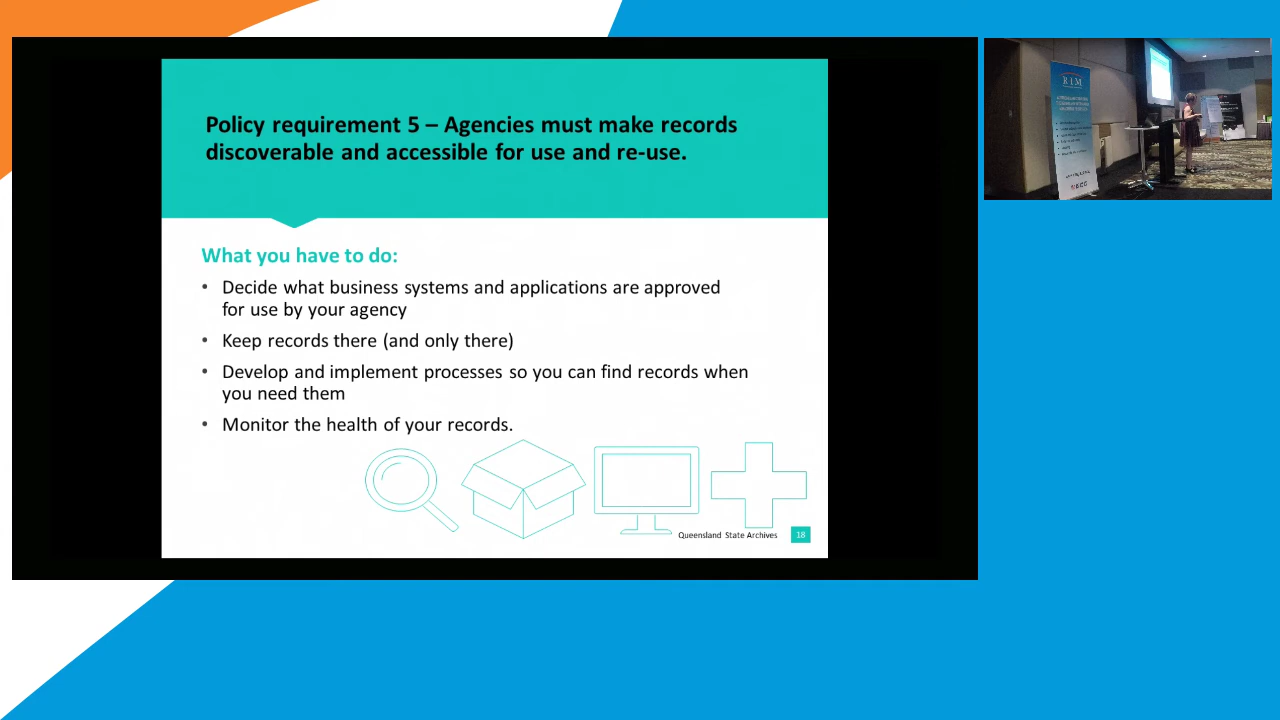 Policy requirement 5 – Agencies must make records
discoverable and accessible for use and re-use.
What you have to do:
• Decide what business systems and applications are approved
for use by your agency
• Keep records there (and only there)
• Develop and implement processes so you can find records when
you need them
• Monitor the health of your records.
Queensland State Archives 18
R I M